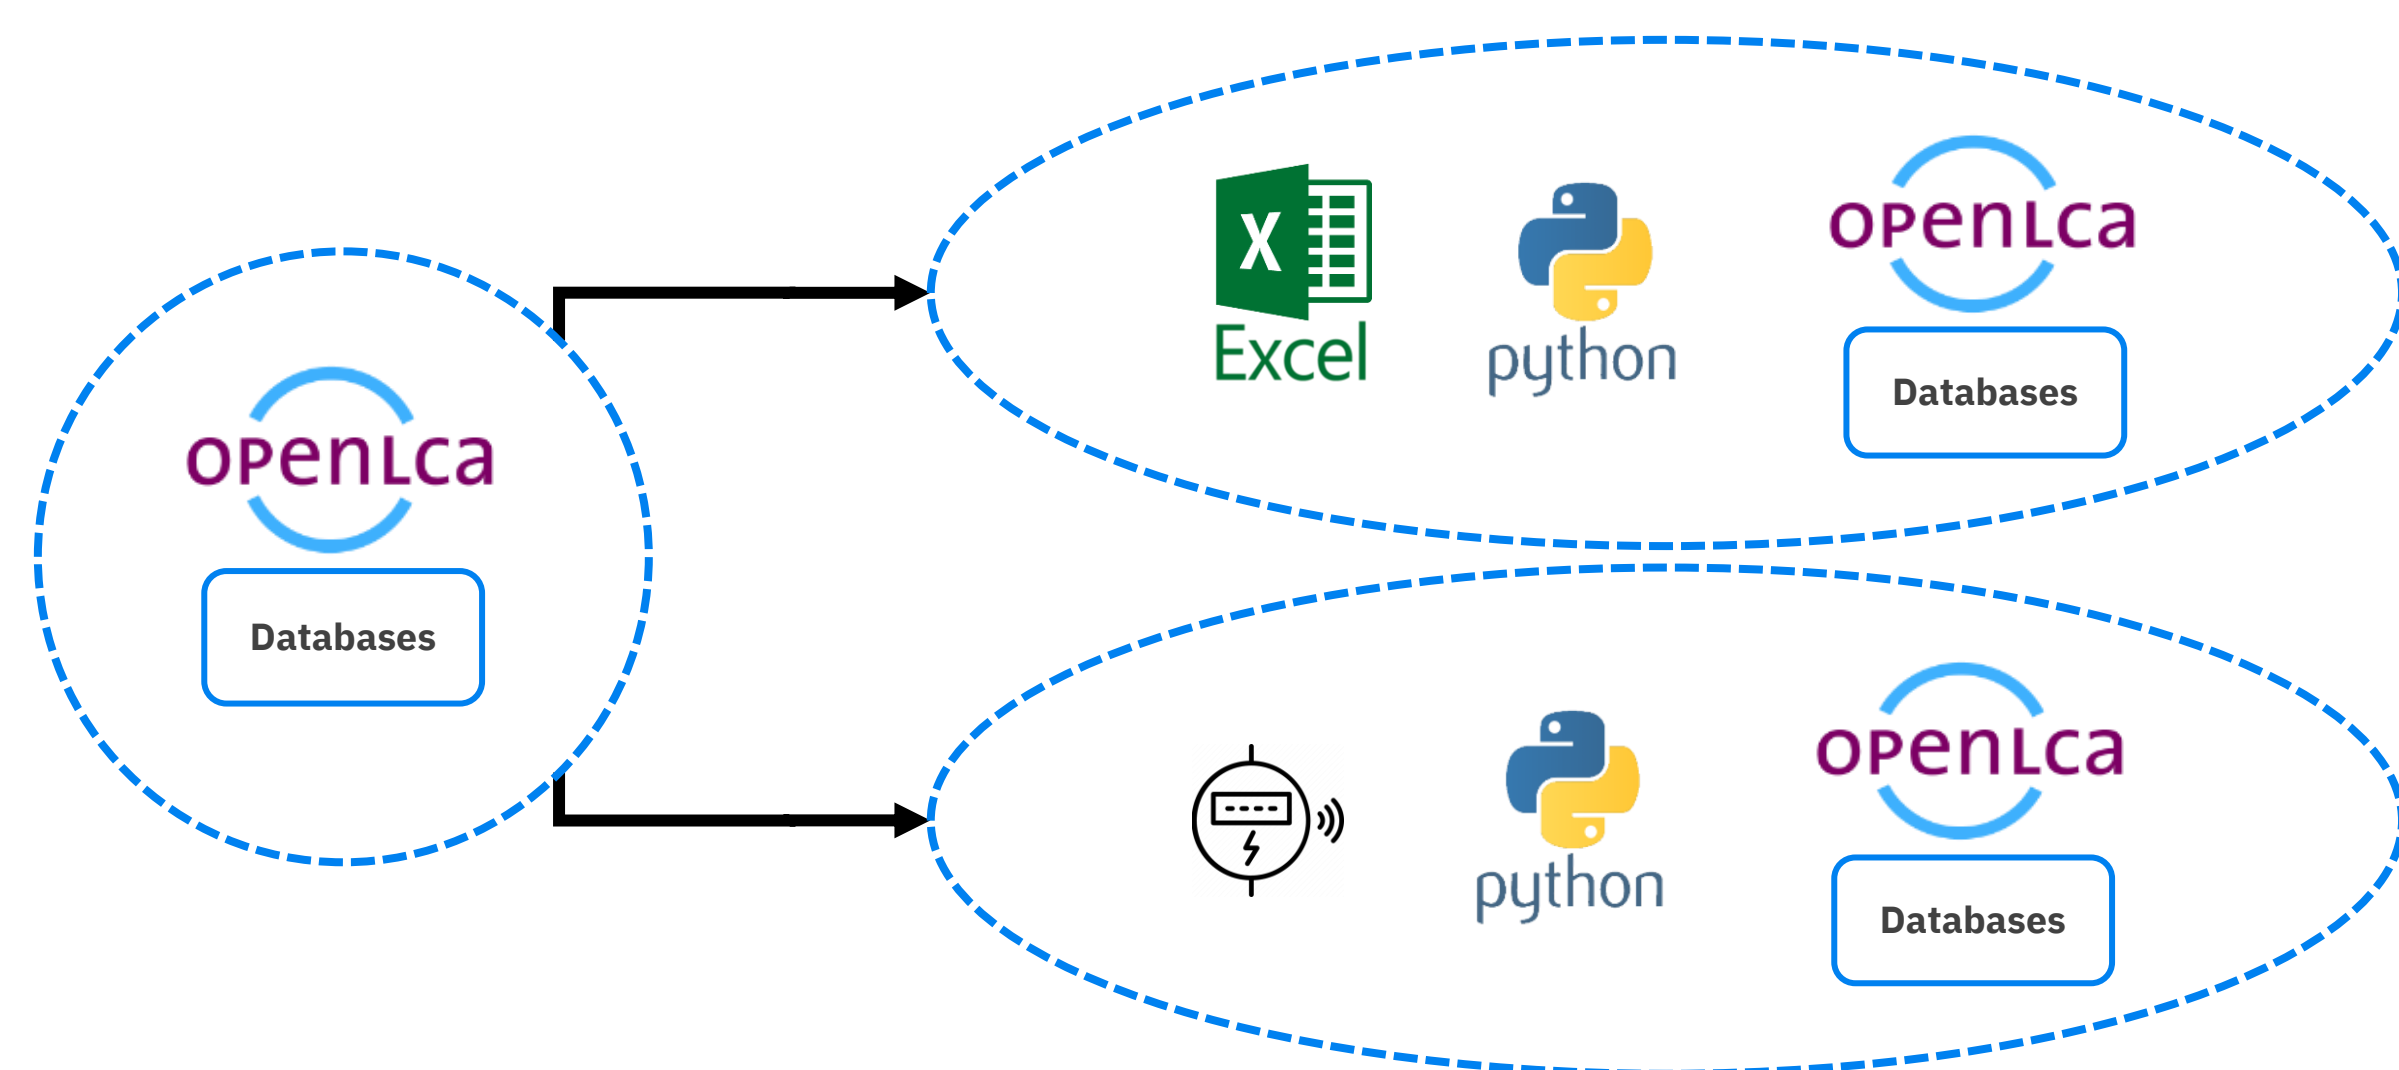 openLca
Databases
X
Excel
python
openLca
Databases
python
openLca
Databases